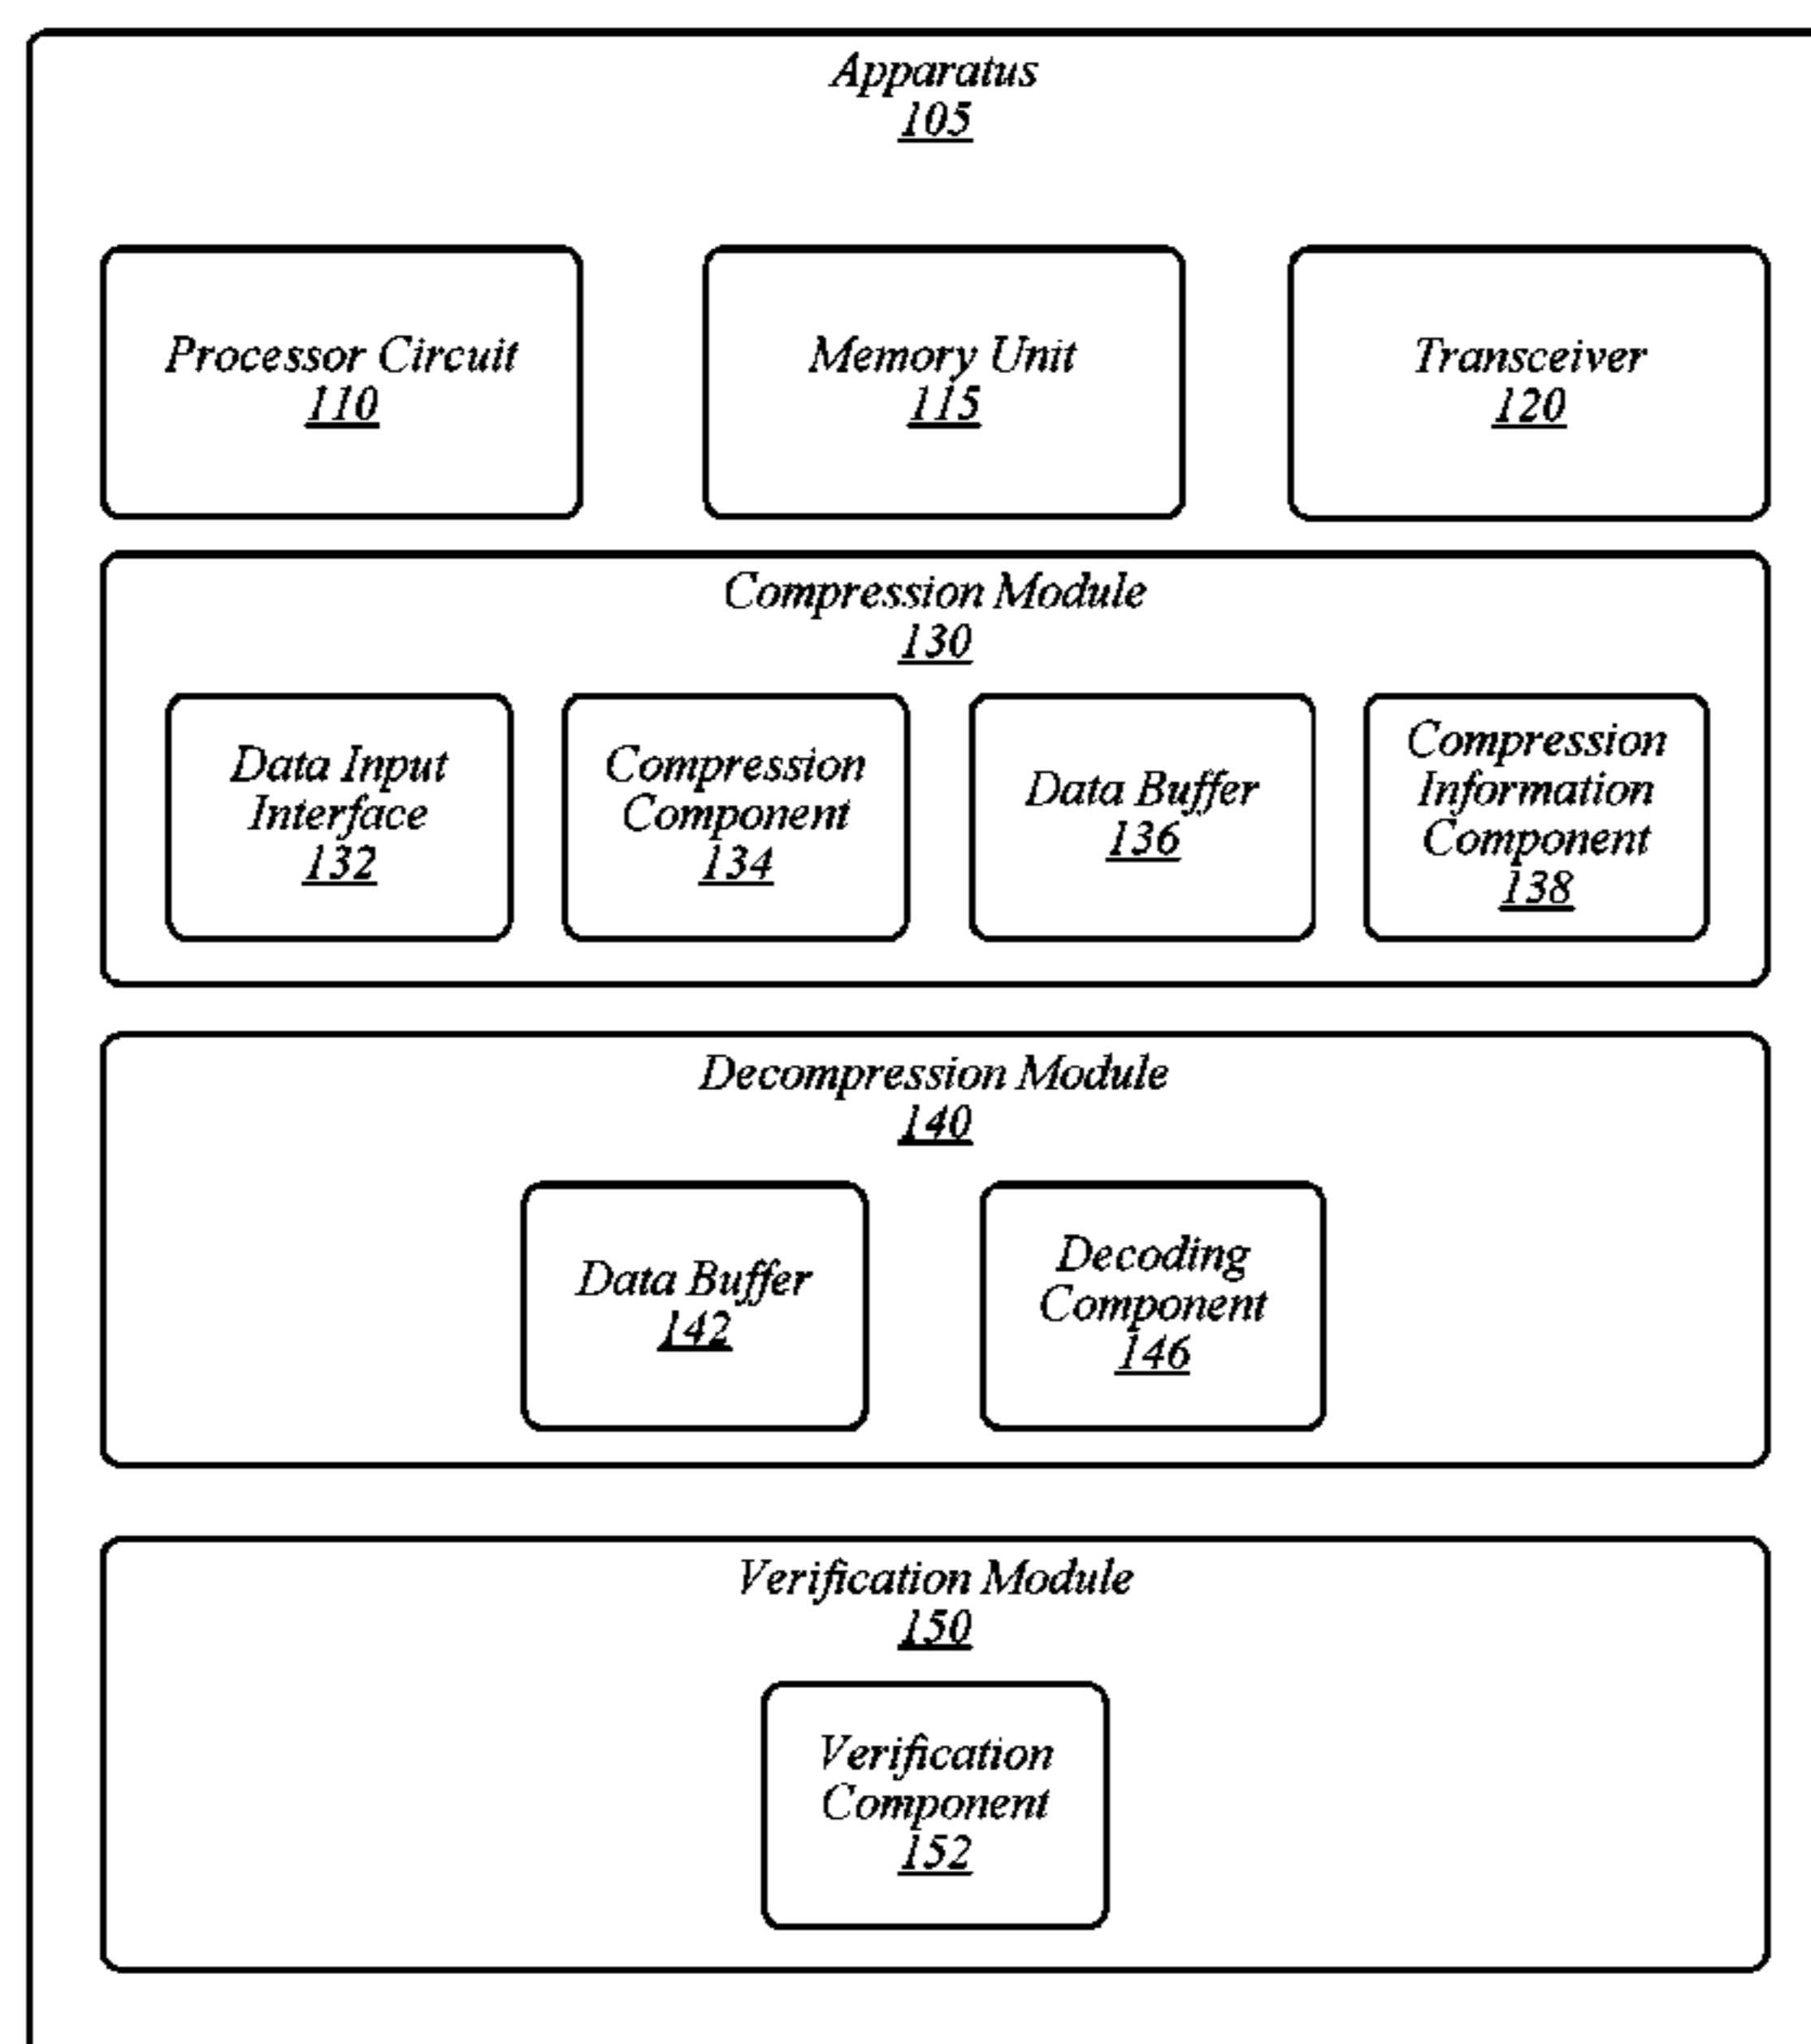 Apparatus
105
Processor Circuit
110
Memory Unit
115
Transceiver
120
Compression Module
130
Data Input
Interface
132
Compression
Component
134
Data Buffer
136
Compression
Information
Component
138
Decompression Module
140
Data Buffer
142
Decoding
Component
146
Verification Module
150
Verification
Component
152